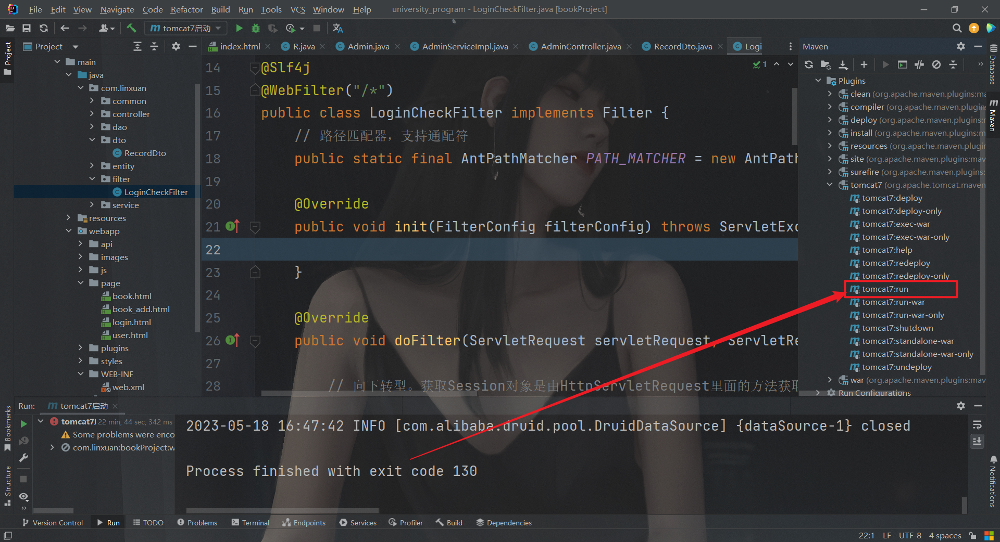 File Edit View Navigate Code Refactor Build Run Tools VCS Window Help university_program - LoginCheckFilter.java [bookProject]
tomcat7启动
Project
index.html
R.java
Admin.java
AdminServiceImpl.java
AdminController.java
RecordDto.java
Logi
Maven
Project
main
java
com.linxuan
common
controller
dao
dto
RecordDto
entity
filter
LoginCheckFilter
service
resources
webapp
api
images
js
page
book.html
book_add.html
login.html
user.html
plugins
styles
WEB-INF
web.xml
14 @Slf4j
15 @WebFilter("/*")
16 public class LoginCheckFilter implements Filter {
17 // 路径匹配器，支持通配符
18 public static final AntPathMatcher PATH_MATCHER = new AntPath
19
20 @Override
21 public void init(FilterConfig filterConfig) throws ServletExc
22
23 }
24
25 @Override
26 public void doFilter(ServletRequest servletRequest, ServletRe
27
28 // 向下转型。获取Session对象是由HttpServletRequest里面的方法获取
1
Plugins
clean (org.apache.maven.plugins:ma
compiler (org.apache.maven.plugin
deploy (org.apache.maven.plugins:r
install (org.apache.maven.plugins:m
resources (org.apache.maven.plugir
site (org.apache.maven.plugins:mav
surefire (org.apache.maven.plugins:
tomcat7 (org.apache.tomcat.maven
tomcat7:deploy
tomcat7:deploy-only
tomcat7:exec-war
tomcat7:exec-war-only
tomcat7:help
tomcat7:redeploy
tomcat7:redeploy-only
tomcat7:run
tomcat7:run-war
tomcat7:run-war-only
tomcat7:shutdown
tomcat7:standalone-war
tomcat7:standalone-war-only
tomcat7:undeploy
war (org.apache.maven.plugins:mav
Run Configurations
Database
Maven
Notifications
Run: tomcat7启动
tomcat7 22 min, 44 sec, 342 ms
Some problems were enco
com.linxuan:bookProject:w
2023-05-18 16:47:42 INFO [com.alibaba.druid.pool.DruidDataSource] {dataSource-1} closed
Process finished with exit code 130
Bookmarks
Structure
Version Control Run TODO Problems Terminal Endpoints Services Profiler Build Dependencies
22:1 LF UTF-8 4 spaces